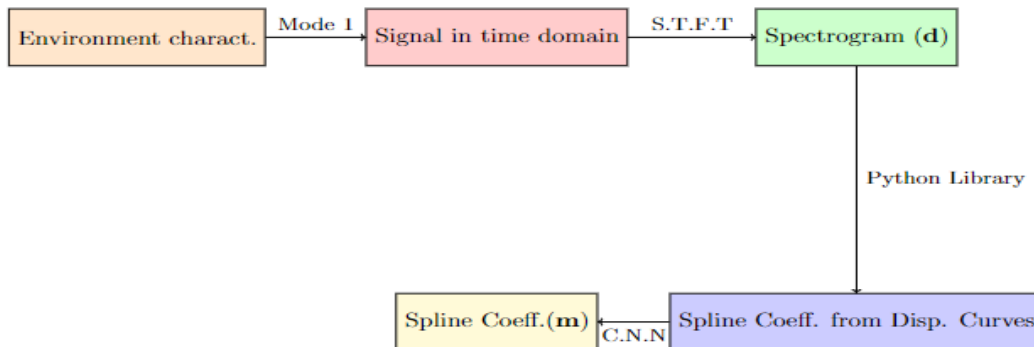 Environment charact.
Mode 1
Signal in time domain
S.T.F.T
Spectrogram (d)
Python Library
Spline Coeff.(m)
C.N.N
Spline Coeff. from Disp. Curves